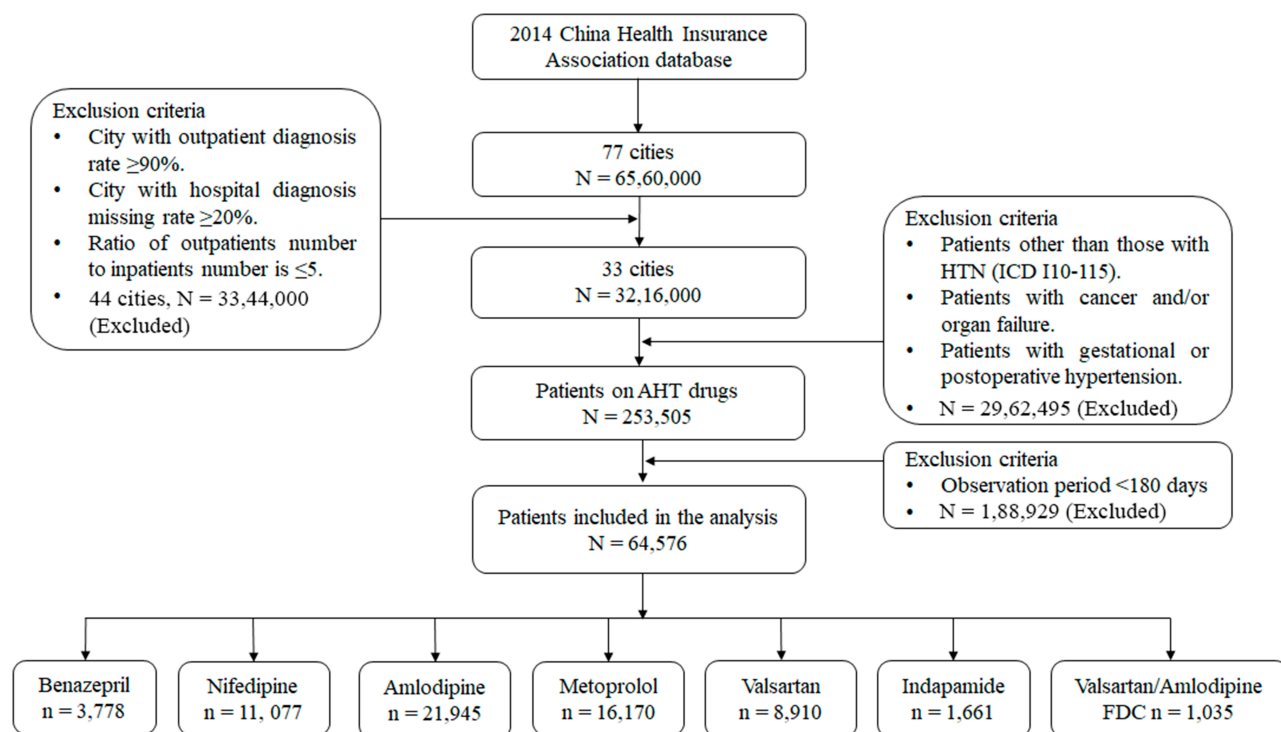 2014 China Health Insurance
Association database
Exclusion criteria
• City with outpatient diagnosis
rate ≥90%.
• City with hospital diagnosis
missing rate ≥20%.
• Ratio of outpatients number
to inpatients number is ≤5.
• 44 cities, N = 33,44,000
(Excluded)
77 cities
N = 65,60,000
33 cities
N = 32,16,000
Exclusion criteria
• Patients other than those with
HTN (ICD I10-115).
• Patients with cancer and/or
organ failure.
• Patients with gestational or
postoperative hypertension.
• N = 29,62,495 (Excluded)
Patients on AHT drugs
N = 253,505
Exclusion criteria
• Observation period <180 days
• N = 1,88,929 (Excluded)
Patients included in the analysis
N = 64,576
Benazepril
n = 3,778
Nifedipine
n = 11, 077
Amlodipine
n = 21,945
Metoprolol
n = 16,170
Valsartan
n = 8,910
Indapamide
n = 1,661
Valsartan/Amlodipine
FDC n = 1,035